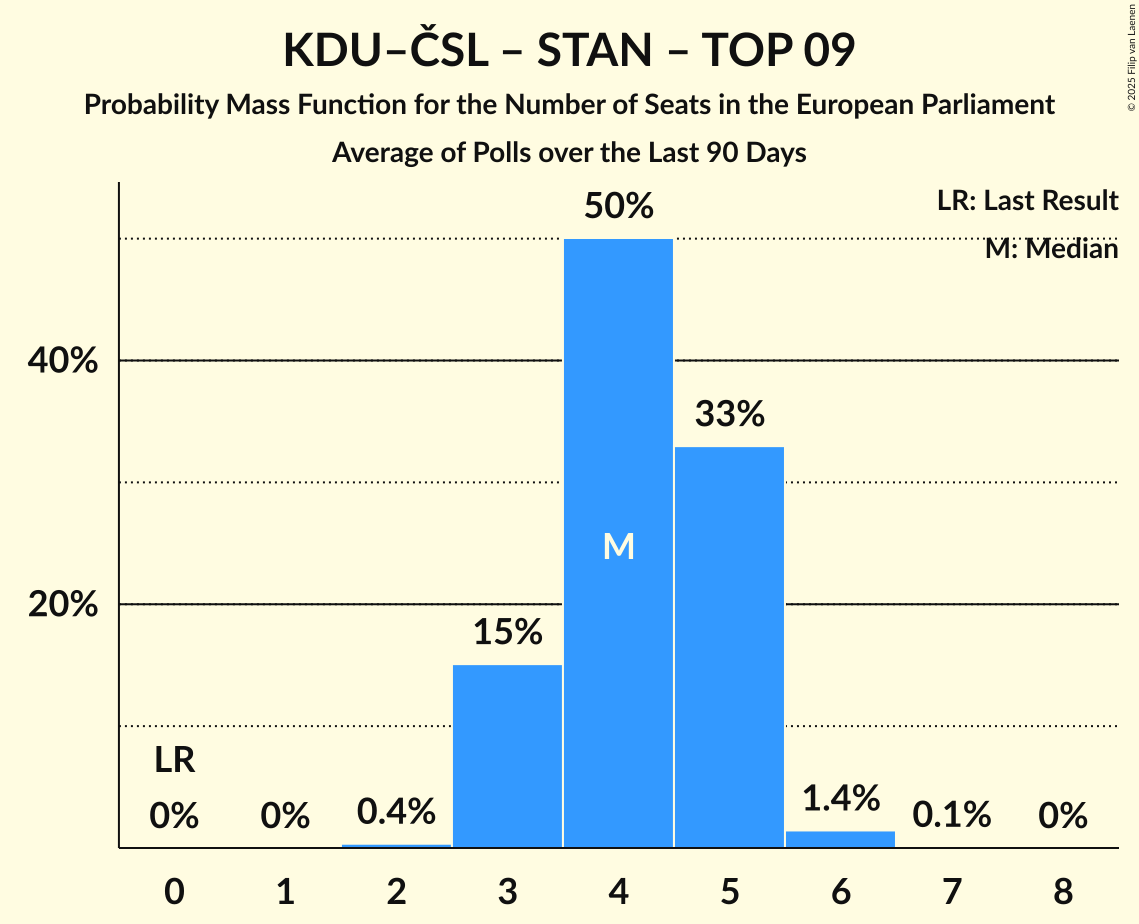 KDU–ČSL – STAN – TOP 09
Probability Mass Function for the Number of Seats in the European Parliament
Average of Polls over the Last 90 Days
© 2025 Filip van Laenen
LR: Last Result
M: Median
50%
40%
33%
M
20%
15%
LR
0%
0%
0.4%
1.4%
0.1%
0%
0
1
2
3
4
5
6
7
8